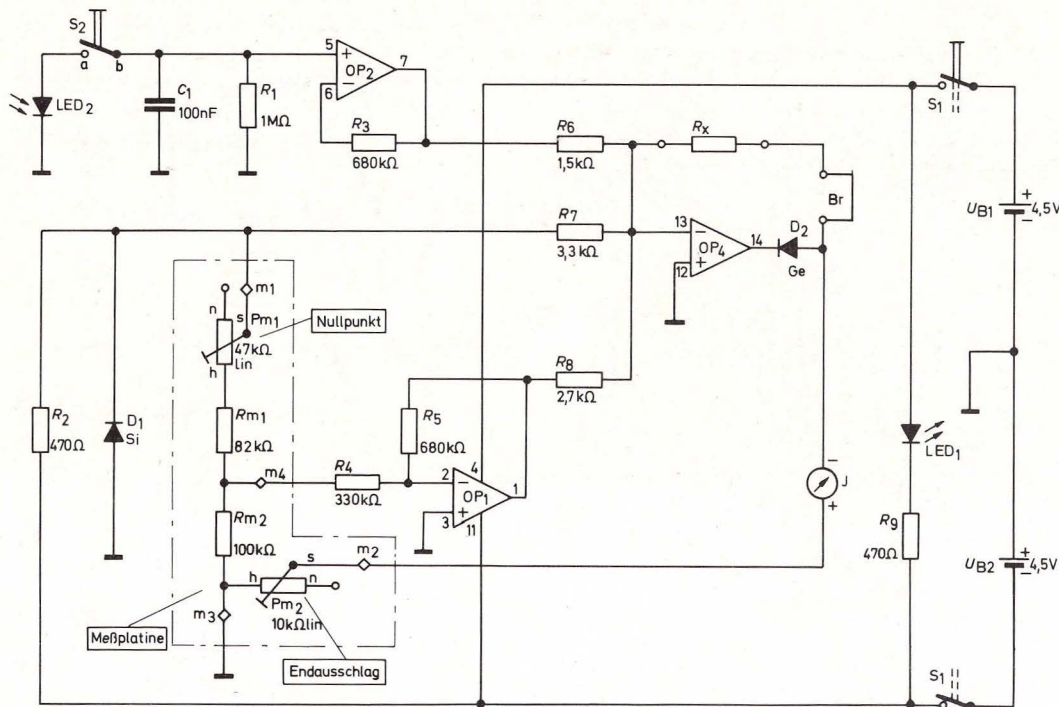 S2
a
b
LED2
C1
100nF
R1
1MΩ
5
+
OP2
7
−
6
R3
680kΩ
R6
1,5kΩ
Rx
Br
S1
UB1
+
−
4,5V
R7
3,3kΩ
13
−
OP4
14
+
12
D2
Ge
m1
n
s
Pm1
47kΩ
lin
h
Nullpunkt
R8
2,7kΩ
R2
470Ω
D1
Si
Rm1
82kΩ
R5
680kΩ
m4
R4
330kΩ
2
−
4
OP1
1
3
+
11
LED1
−
J
+
Rm2
100kΩ
R9
470Ω
UB2
+
−
4,5V
m2
s
h
n
m3
Pm2
10kΩlin
Meßplatine
Endausschlag
S1